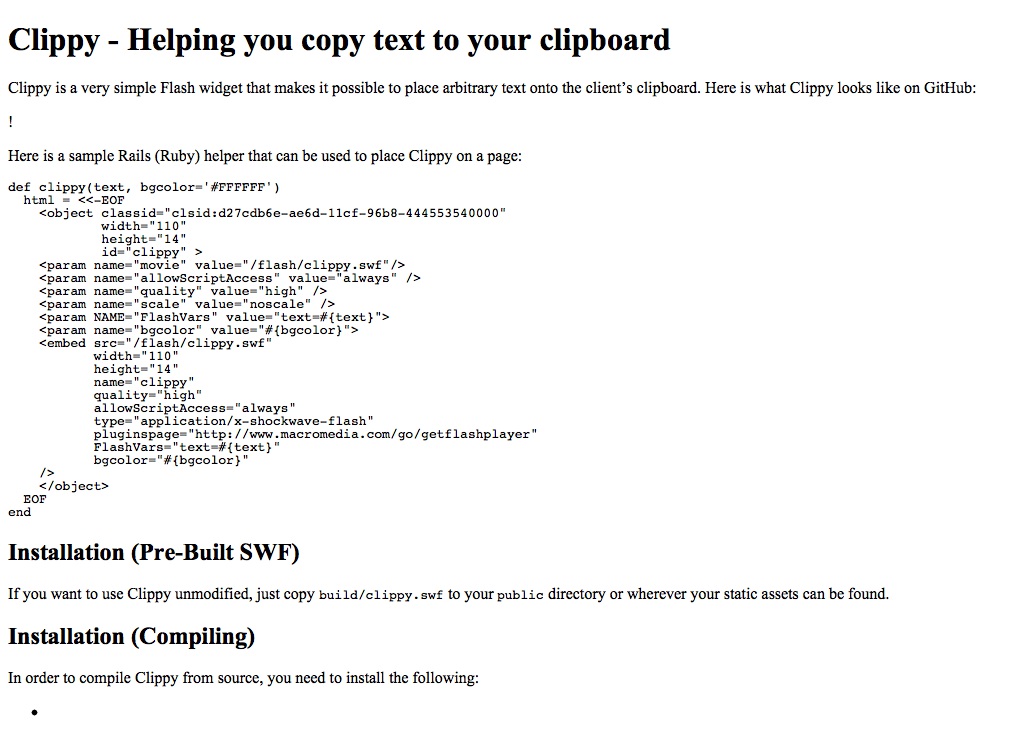 Clippy - Helping you copy text to your clipboard
Clippy is a very simple Flash widget that makes it possible to place arbitrary text onto the client’s clipboard. Here is what Clippy looks like on GitHub:
!
Here is a sample Rails (Ruby) helper that can be used to place Clippy on a page:
def clippy(text, bgcolor='#FFFFFF')
  html = <<-EOF
    <object classid="clsid:d27cdb6e-ae6d-11cf-96b8-444553540000"
            width="110"
            height="14"
            id="clippy" >
    <param name="movie" value="/flash/clippy.swf"/>
    <param name="allowScriptAccess" value="always" />
    <param name="quality" value="high" />
    <param name="scale" value="noscale" />
    <param NAME="FlashVars" value="text=#{text}">
    <param name="bgcolor" value="#{bgcolor}">
    <embed src="/flash/clippy.swf"
           width="110"
           height="14"
           name="clippy"
           quality="high"
           allowScriptAccess="always"
           type="application/x-shockwave-flash"
           pluginspage="http://www.macromedia.com/go/getflashplayer"
           FlashVars="text=#{text}"
           bgcolor="#{bgcolor}"
    />
    </object>
  EOF
end
Installation (Pre-Built SWF)
If you want to use Clippy unmodified, just copy build/clippy.swf to your public directory or wherever your static assets can be found.
Installation (Compiling)
In order to compile Clippy from source, you need to install the following:
•